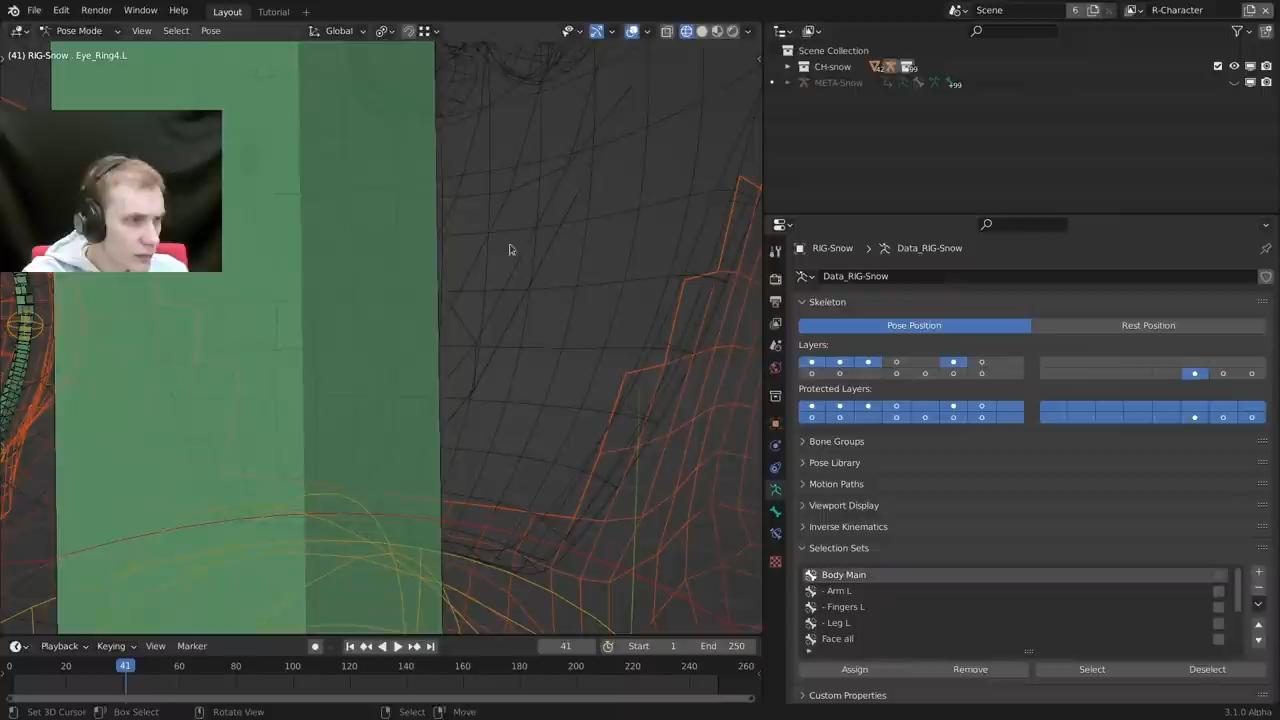 File Edit Render Window Help Layout Tutorial + Scene 6 R-Character
Pose Mode View Select Pose Global
(41) RIG-Snow . Eye_Ring4.L
Scene Collection
CH-snow 42 99
META-Snow +99
RIG-Snow > Data_RIG-Snow
Data_RIG-Snow
Skeleton
Pose Position Rest Position
Layers:
Protected Layers:
Bone Groups
Pose Library
Motion Paths
Viewport Display
Inverse Kinematics
Selection Sets
Body Main
- Arm L
- Fingers L
- Leg L
Face all
Assign Remove Select Deselect
Custom Properties
Playback Keying View Marker 41 Start 1 End 250
0 20 41 60 80 100 120 140 160 180 200 220 240
Set 3D Cursor Box Select Rotate View Select Move 3.1.0 Alpha